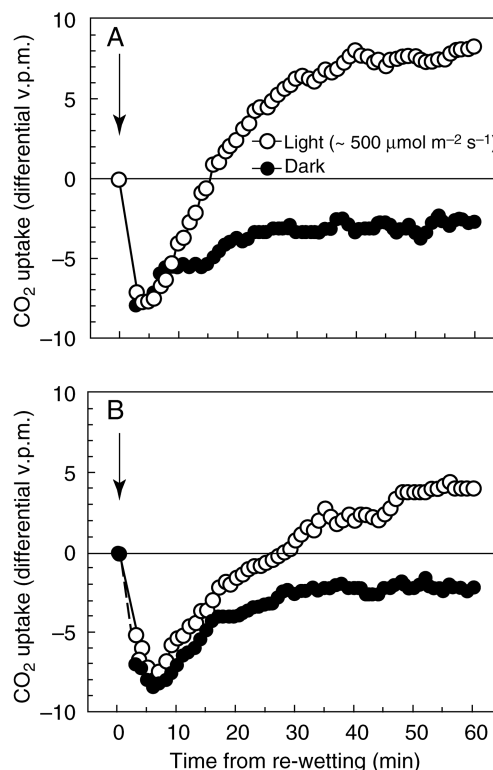 A
10
5
0
−5
−10
CO₂ uptake (differential v.p.m.)
Light (~ 500 μmol m⁻² s⁻¹)
Dark
B
10
5
0
−5
−10
CO₂ uptake (differential v.p.m.)
0 10 20 30 40 50 60
Time from re-wetting (min)